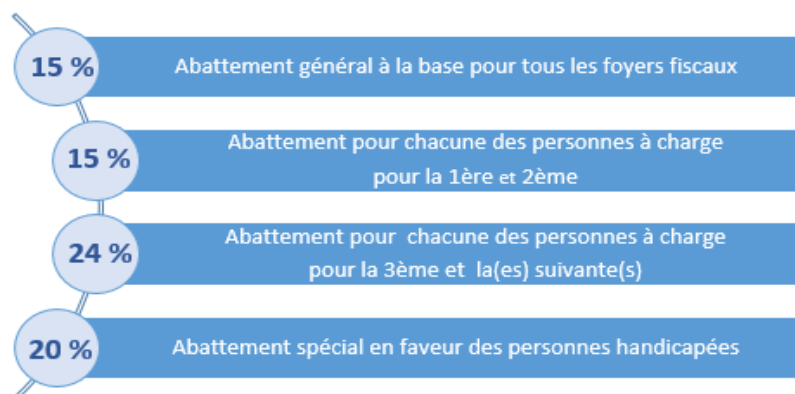 15 %
Abattement général à la base pour tous les foyers fiscaux
15 %
Abattement pour chacune des personnes à charge
pour la 1ère et 2ème
24 %
Abattement pour chacune des personnes à charge
pour la 3ème et la(es) suivante(s)
20 %
Abattement spécial en faveur des personnes handicapées